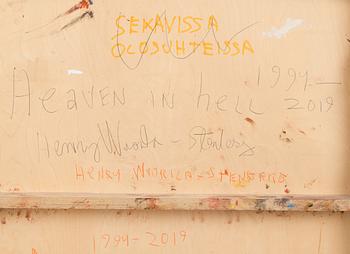 SEKAVISSA
OLOSUHTEISSA
1994-
HEAVEN IN HELL 2019
Henry Wuorila-Stenberg
HENRY WUORILA-STENBERG
1994-2019